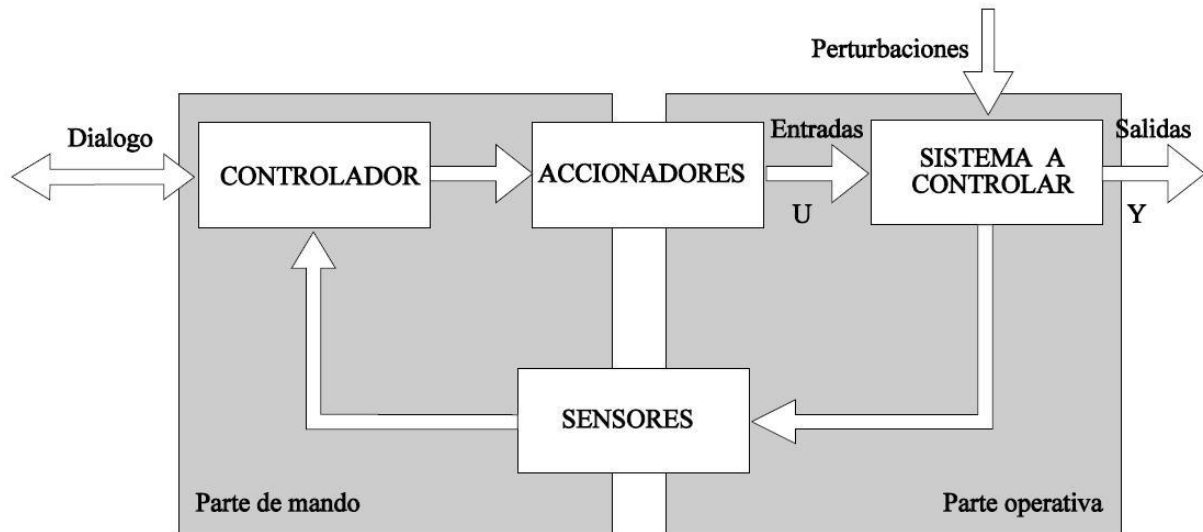 Perturbaciones
Dialogo
Entradas
Salidas
CONTROLADOR
ACCIONADORES
SISTEMA A
CONTROLAR
U
Y
SENSORES
Parte de mando
Parte operativa